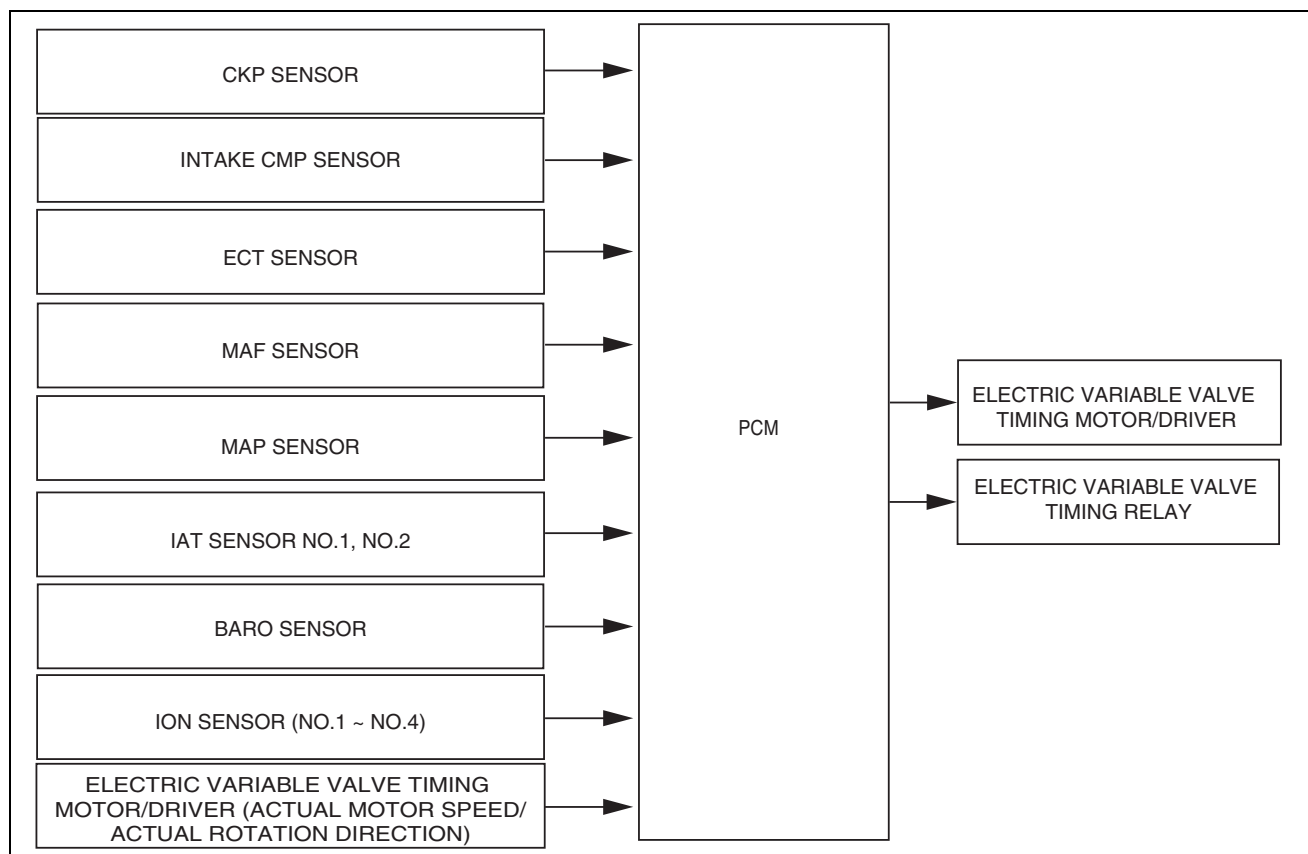 CKP SENSOR
INTAKE CMP SENSOR
ECT SENSOR
MAF SENSOR
MAP SENSOR
IAT SENSOR NO.1, NO.2
BARO SENSOR
ION SENSOR (NO.1 ~ NO.4)
ELECTRIC VARIABLE VALVE TIMING
MOTOR/DRIVER (ACTUAL MOTOR SPEED/
ACTUAL ROTATION DIRECTION)
PCM
ELECTRIC VARIABLE VALVE
TIMING MOTOR/DRIVER
ELECTRIC VARIABLE VALVE
TIMING RELAY